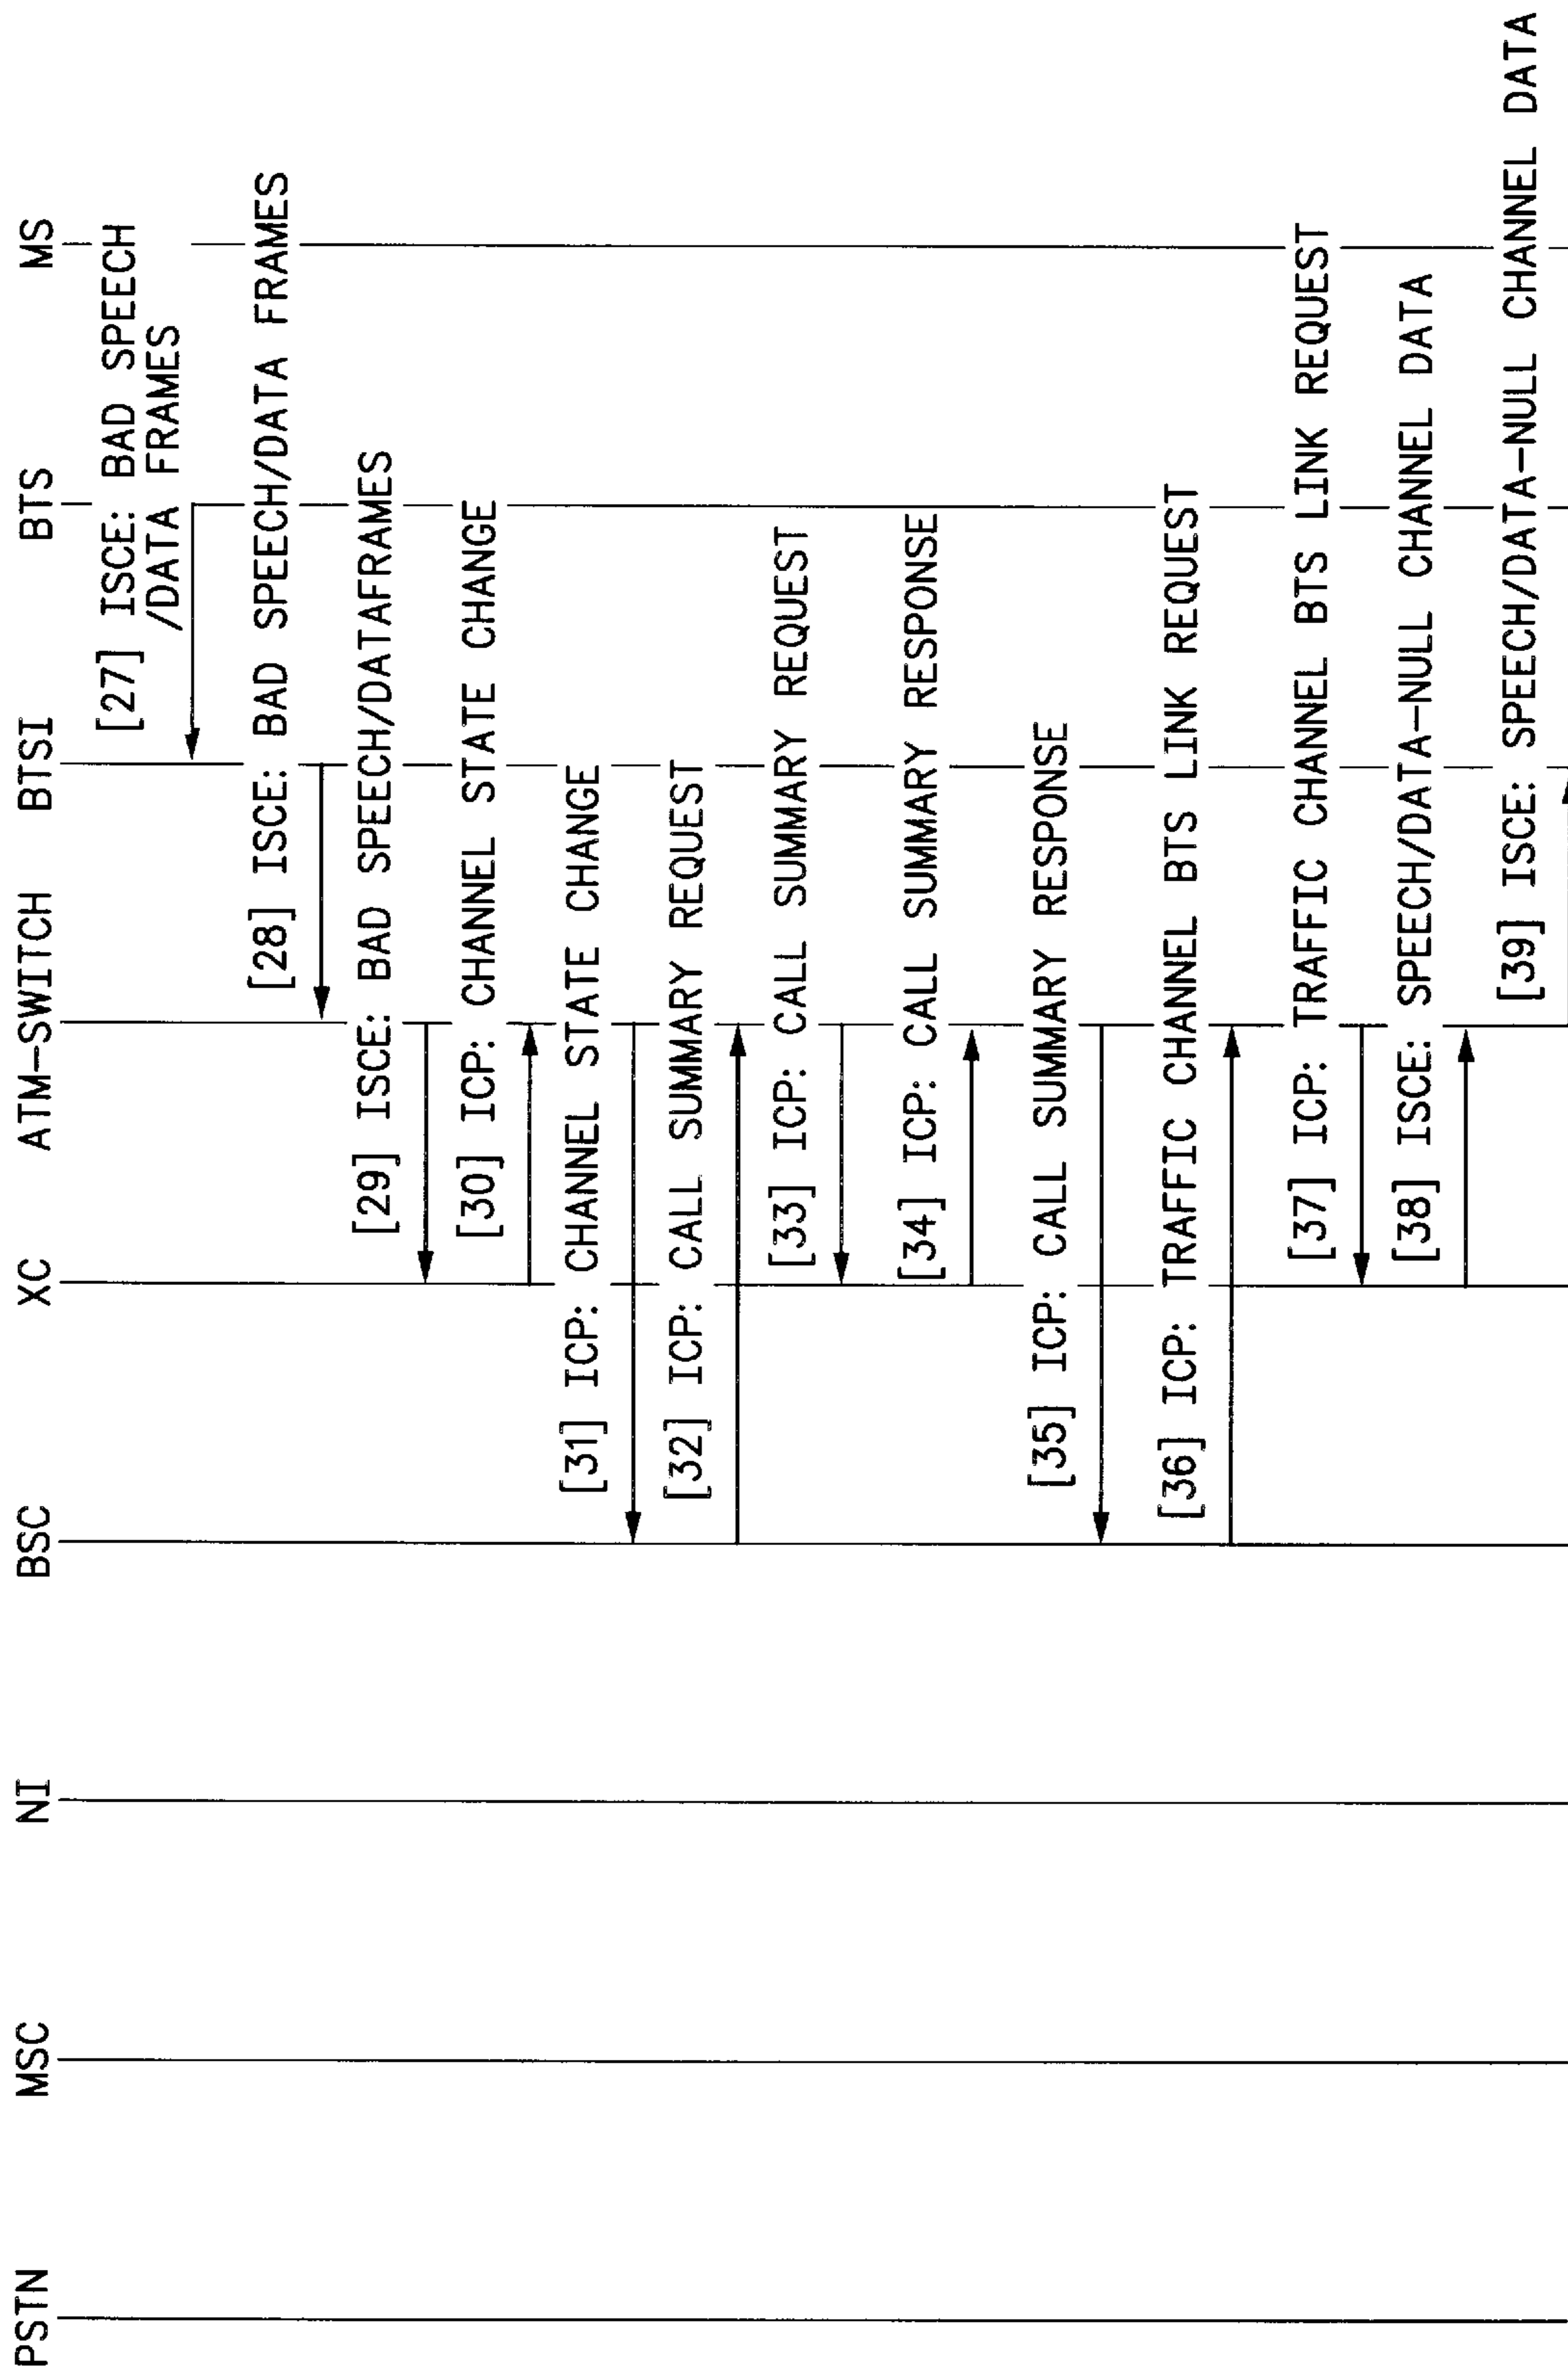 PSTN
MSC
NI
BSC
XC
ATM-SWITCH
BTSI
BTS
MS
[27] ISCE: BAD SPEECH
/DATA FRAMES
[28] ISCE: BAD SPEECH/DATA FRAMES
[29] ISCE: BAD SPEECH/DATAFRAMES
[30] ICP: CHANNEL STATE CHANGE
[31] ICP: CHANNEL STATE CHANGE
[32] ICP: CALL SUMMARY REQUEST
[33] ICP: CALL SUMMARY REQUEST
[34] ICP: CALL SUMMARY RESPONSE
[35] ICP: CALL SUMMARY RESPONSE
[36] ICP: TRAFFIC CHANNEL BTS LINK REQUEST
[37] ICP: TRAFFIC CHANNEL BTS LINK REQUEST
[38] ISCE: SPEECH/DATA-NULL CHANNEL DATA
[39] ISCE: SPEECH/DATA-NULL CHANNEL DATA